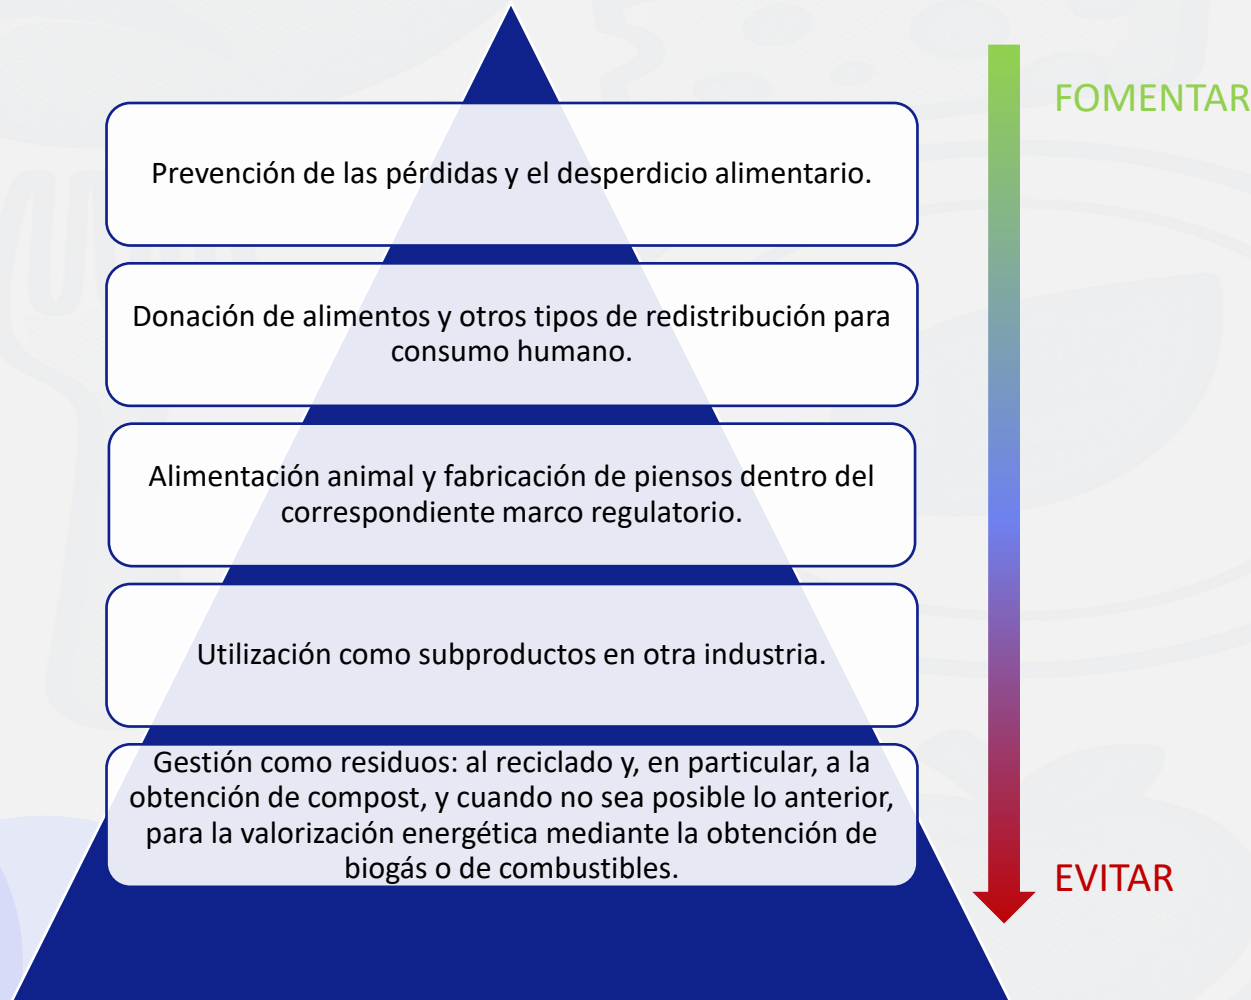 FOMENTAR
Prevención de las pérdidas y el desperdicio alimentario.
Donación de alimentos y otros tipos de redistribución para
consumo humano.
Alimentación animal y fabricación de piensos dentro del
correspondiente marco regulatorio.
Utilización como subproductos en otra industria.
Gestión como residuos: al reciclado y, en particular, a la
obtención de compost, y cuando no sea posible lo anterior,
para la valorización energética mediante la obtención de
biogás o de combustibles.
EVITAR